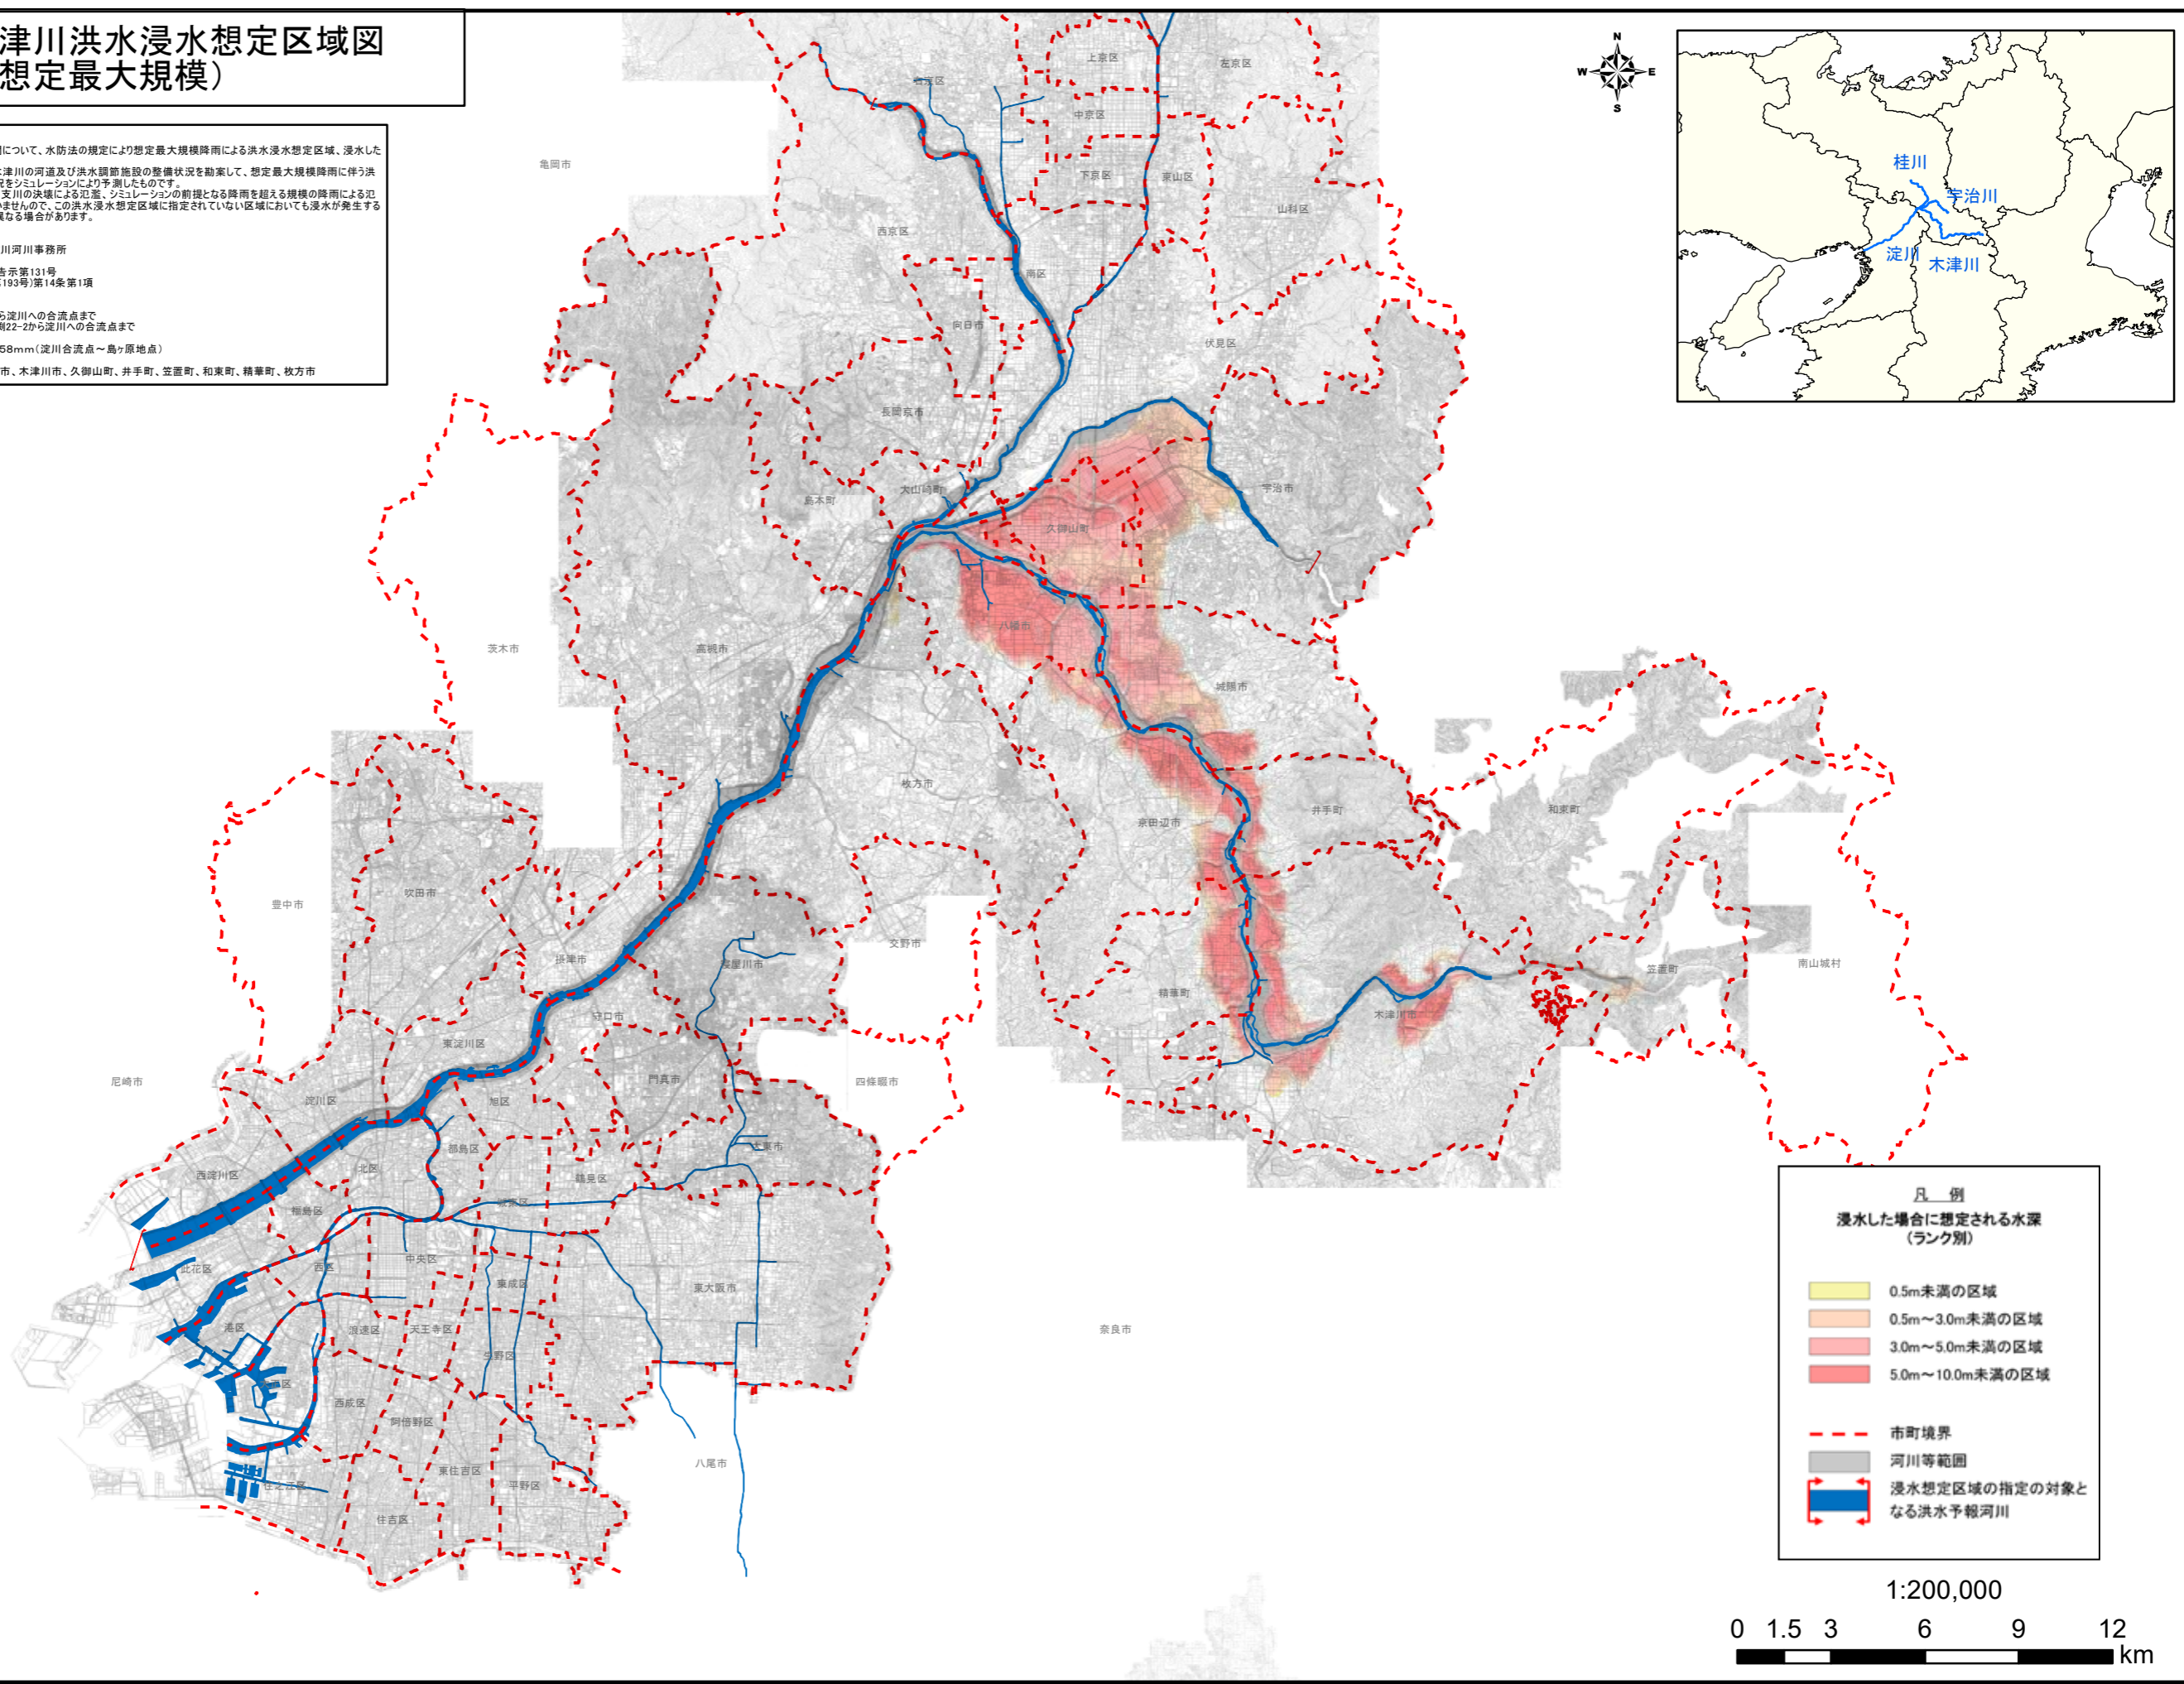 津川洪水浸水想定区域図
想定最大規模）
について、水防法の規定により想定最大規模降雨による洪水浸水想定区域、浸水した
津川の河道及び洪水調節施設の整備状況を勘案して、想定最大規模降雨に伴う洪
況をシミュレーションにより予測したものです。
支川の決壊による氾濫、シミュレーションの前提となる降雨を超える規模の降雨による氾
いませんので、この洪水浸水想定区域に指定されていない区域においても浸水が発生する
異なる場合があります。
川河川事務所
告示第131号
193号)第14条第1項
ら淀川への合流点まで
22-2から淀川への合流点まで
58mm（淀川合流点～島ヶ原地点）
市、木津川市、久御山町、井手町、笠置町、和束町、精華町、枚方市
N
W
E
S
桂川
宇治川
淀川
木津川
上京区
左京区
右京区
中京区
亀岡市
下京区
東山区
山科区
西京区
南区
向日市
伏見区
長岡京市
大山崎町
島本町
宇治市
久御山町
八幡市
茨木市
高槻市
城陽市
枚方市
京田辺市
井手町
和束町
吹田市
豊中市
交野市
摂津市
寝屋川市
精華町
笠置町
南山城村
木津川市
守口市
東淀川区
尼崎市
門真市
四條畷市
淀川区
旭区
都島区
大東市
西淀川区
北区
鶴見区
福島区
城東区
此花区
西区
中央区
東成区
東大阪市
港区
浪速区
天王寺区
奈良市
生野区
大正区
西成区
阿倍野区
八尾市
東住吉区
平野区
住之江区
住吉区
凡 例
浸水した場合に想定される水深
（ランク別）
0.5m未満の区域
0.5m～3.0m未満の区域
3.0m～5.0m未満の区域
5.0m～10.0m未満の区域
市町境界
河川等範囲
浸水想定区域の指定の対象と
なる洪水予報河川
1:200,000
0 1.5 3 6 9 12
km